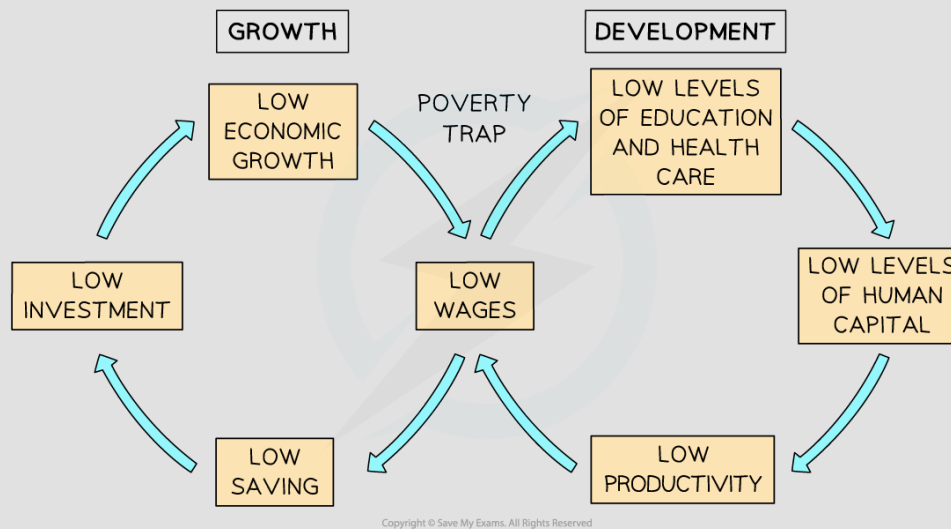 GROWTH
DEVELOPMENT
LOW
ECONOMIC
GROWTH
POVERTY
TRAP
LOW LEVELS
OF EDUCATION
AND HEALTH
CARE
LOW
INVESTMENT
LOW
WAGES
LOW LEVELS
OF HUMAN
CAPITAL
LOW
SAVING
LOW
PRODUCTIVITY
Copyright © Save My Exams. All Rights Reserved